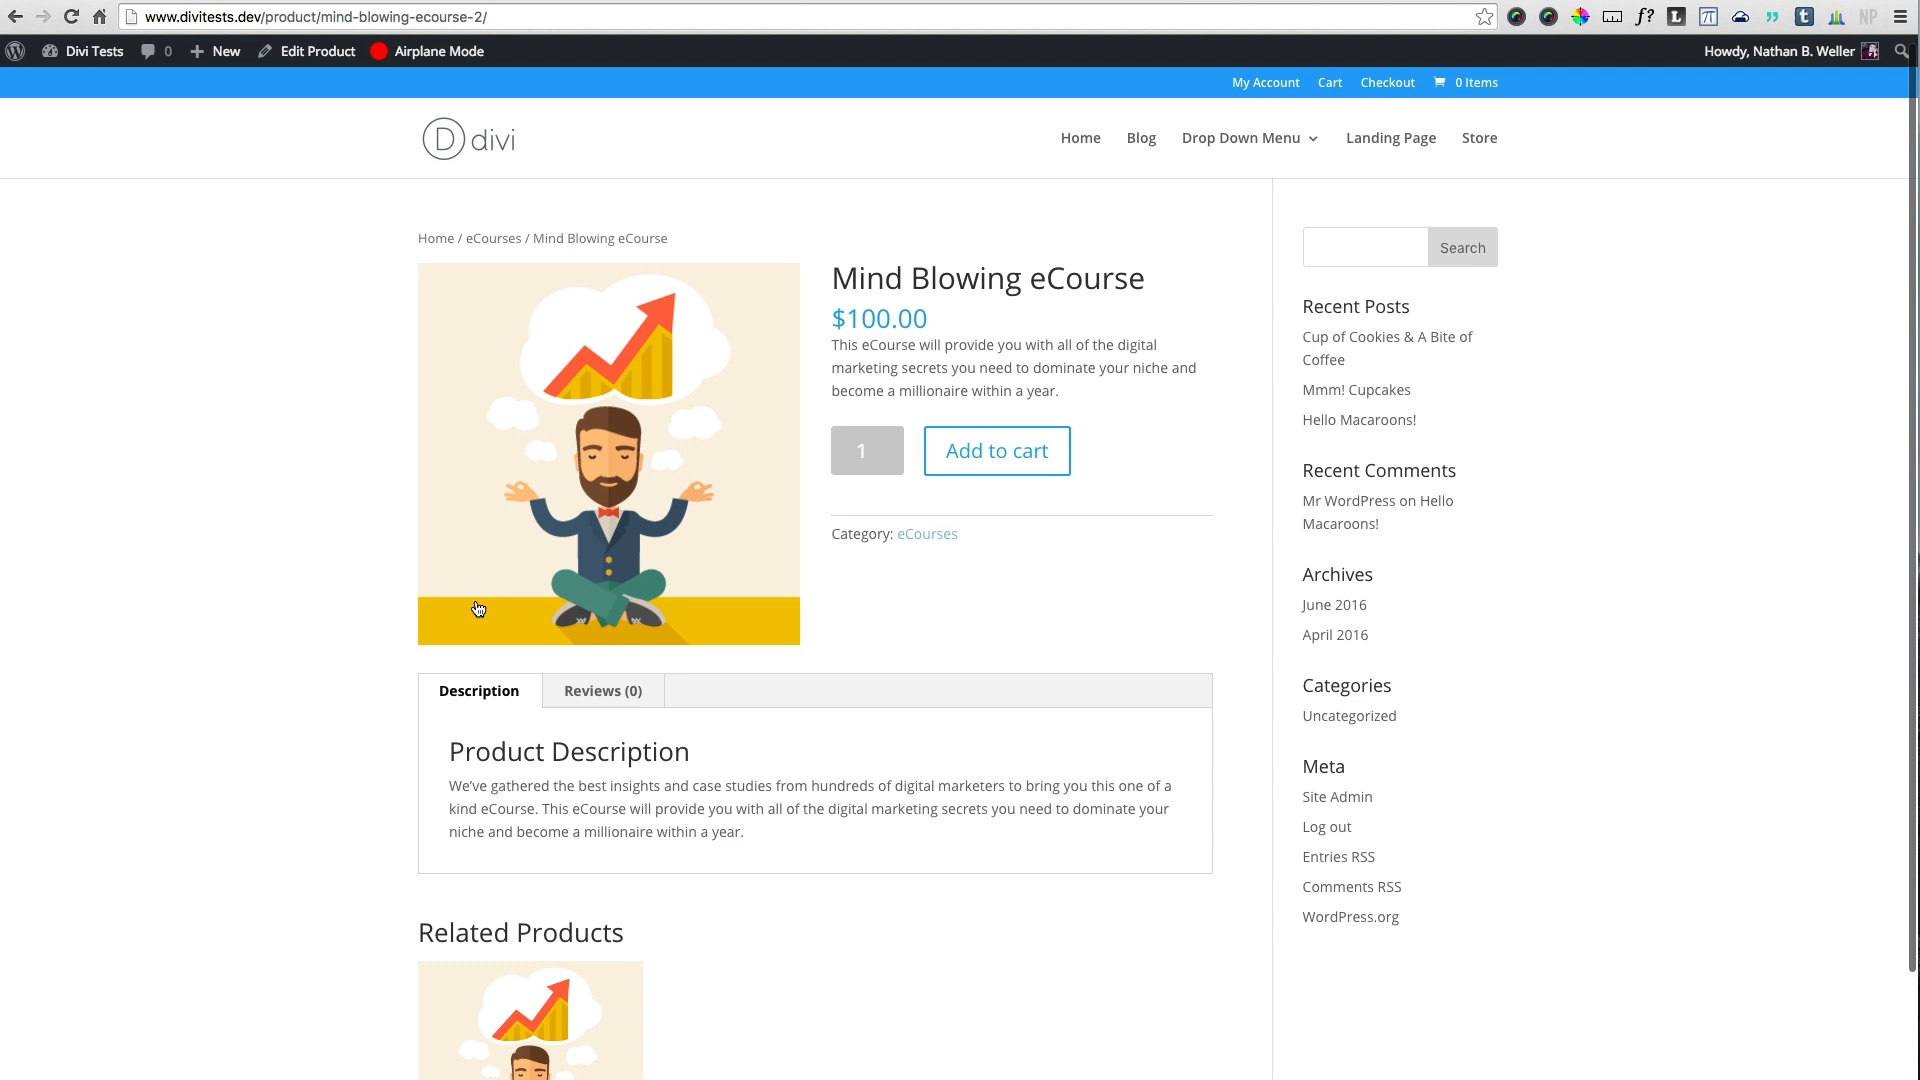 www.divitests.dev/product/mind-blowing-ecourse-2/
f?
L
π
t
NP
Divi Tests
0
New
Edit Product
Airplane Mode
Howdy, Nathan B. Weller
My Account
Cart
Checkout
0 Items
D divi
Home
Blog
Drop Down Menu
Landing Page
Store
Home / eCourses / Mind Blowing eCourse
Mind Blowing eCourse
$100.00
This eCourse will provide you with all of the digital
marketing secrets you need to dominate your niche and
become a millionaire within a year.
1
Add to cart
Category: eCourses
Description
Reviews (0)
Product Description
We've gathered the best insights and case studies from hundreds of digital marketers to bring you this one of a
kind eCourse. This eCourse will provide you with all of the digital marketing secrets you need to dominate your
niche and become a millionaire within a year.
Related Products
Search
Recent Posts
Cup of Cookies & A Bite of
Coffee
Mmm! Cupcakes
Hello Macaroons!
Recent Comments
Mr WordPress on Hello
Macaroons!
Archives
June 2016
April 2016
Categories
Uncategorized
Meta
Site Admin
Log out
Entries RSS
Comments RSS
WordPress.org